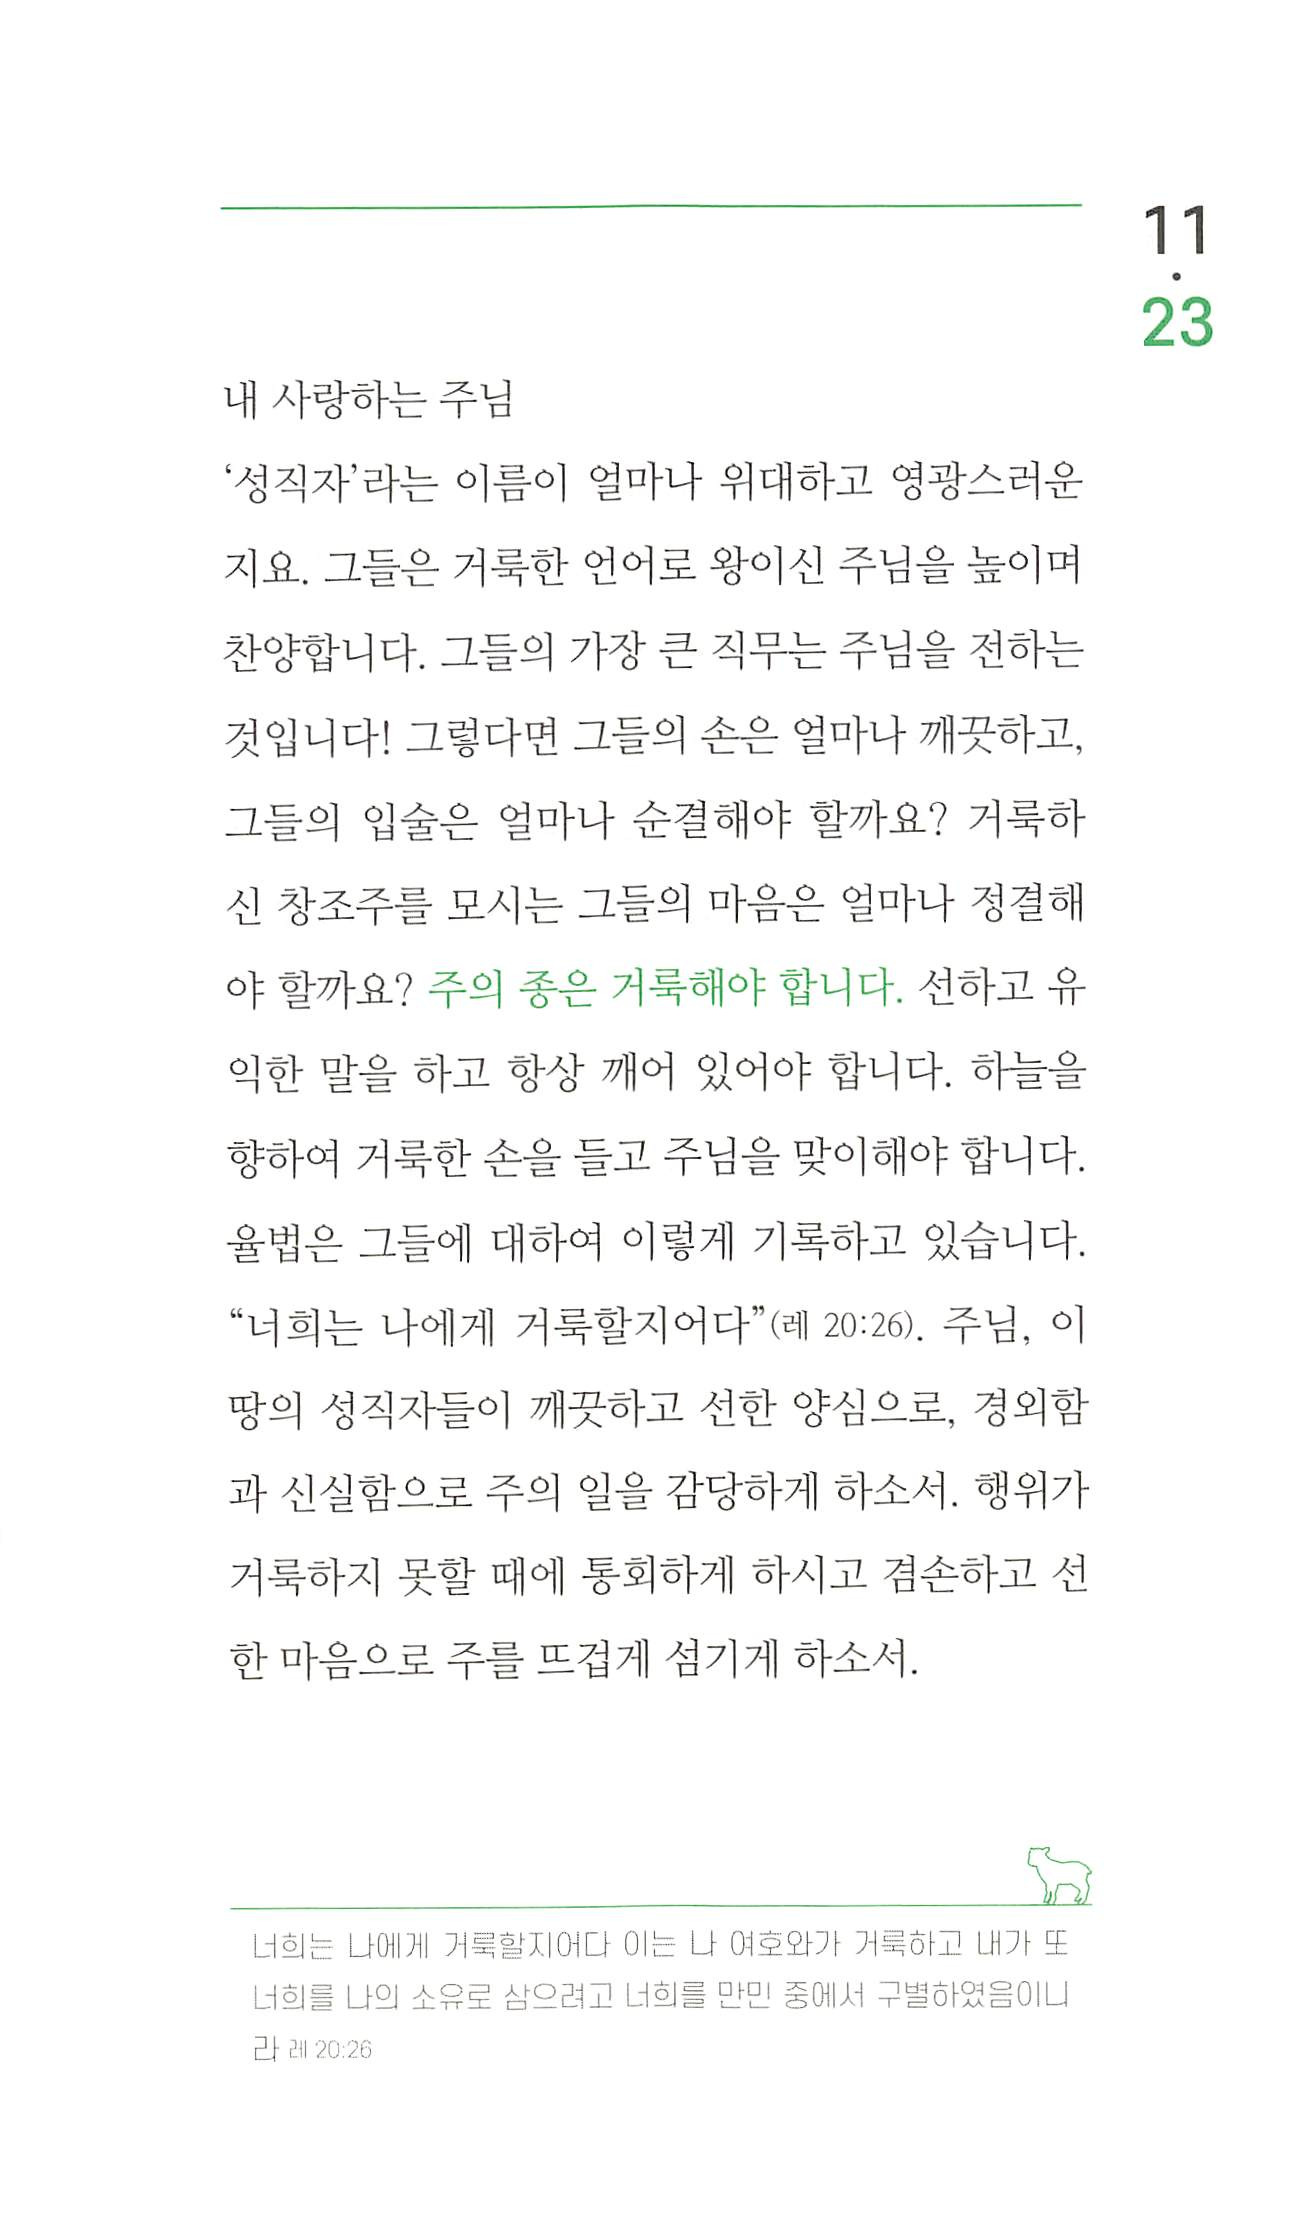 11
·
23
내 사랑하는 주님
‘성직자’라는 이름이 얼마나 위대하고 영광스러운
지요. 그들은 거룩한 언어로 왕이신 주님을 높이며
찬양합니다. 그들의 가장 큰 직무는 주님을 전하는
것입니다! 그렇다면 그들의 손은 얼마나 깨끗하고,
그들의 입술은 얼마나 순결해야 할까요? 거룩하
신 창조주를 모시는 그들의 마음은 얼마나 정결해
야 할까요? 주의 종은 거룩해야 합니다. 선하고 유
익한 말을 하고 항상 깨어 있어야 합니다. 하늘을
향하여 거룩한 손을 들고 주님을 맞이해야 합니다.
율법은 그들에 대하여 이렇게 기록하고 있습니다.
“너희는 나에게 거룩할지어다”(레 20:26). 주님, 이
땅의 성직자들이 깨끗하고 선한 양심으로, 경외함
과 신실함으로 주의 일을 감당하게 하소서. 행위가
거룩하지 못할 때에 통회하게 하시고 겸손하고 선
한 마음으로 주를 뜨겁게 섬기게 하소서.
너희는 나에게 거룩할지어다 이는 나 여호와가 거룩하고 내가 또
너희를 나의 소유로 삼으려고 너희를 만민 중에서 구별하였음이니
라 레 20:26